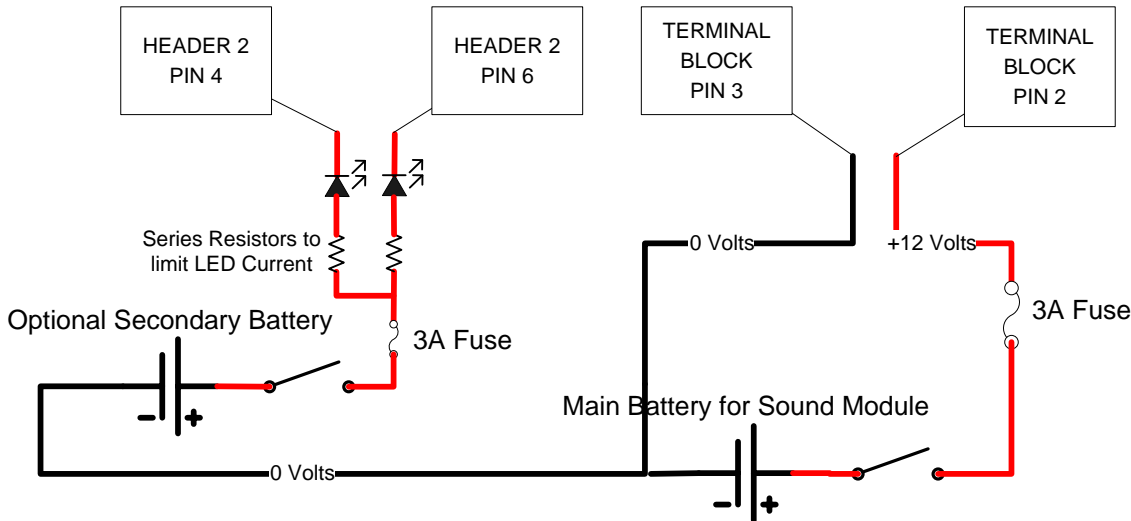 HEADER 2
PIN 4
HEADER 2
PIN 6
TERMINAL
BLOCK
PIN 3
TERMINAL
BLOCK
PIN 2
Series Resistors to
limit LED Current
0 Volts
+12 Volts
Optional Secondary Battery
3A Fuse
3A Fuse
- +
Main Battery for Sound Module
0 Volts
- +